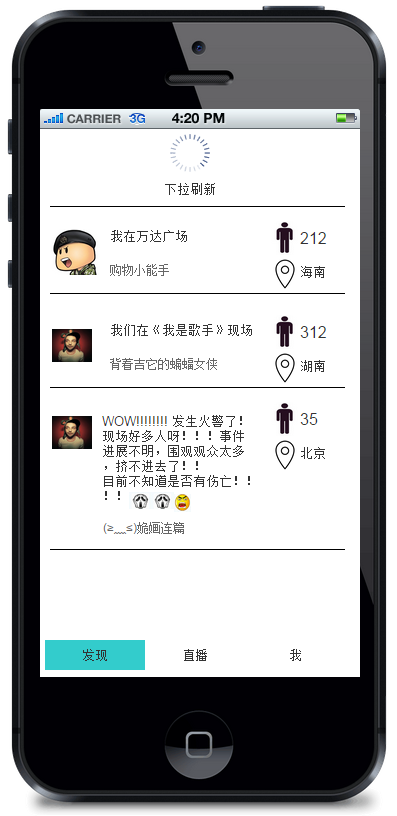 CARRIER 3G 4:20 PM
下拉刷新
我在万达广场 212
购物小能手 海南
我们在《我是歌手》现场 312
背着吉它的蝙蝠女侠 湖南
WOW!!!!!!!! 发生火警了! 35
现场好多人呀！！！事件
进展不明，围观观众太多 北京
，挤不进去了！！
目前不知道是否有伤亡！！
！！
(≥﹏≤)姽婳连篇
发现 直播 我